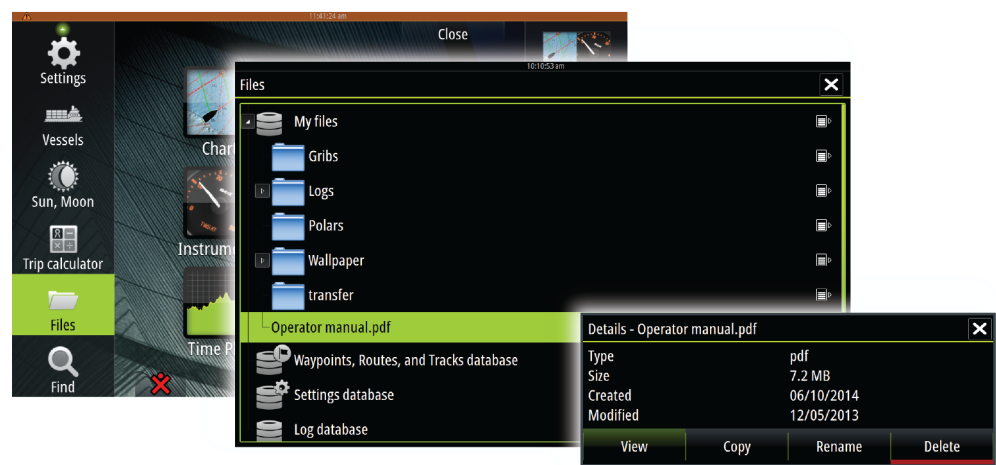 11:41:24 am
Close
Settings
Vessels
Sun, Moon
Trip calculator
Files
Find
Char
Instrum
Time P
10:10:53 am
Files
My files
Gribs
Logs
Polars
Wallpaper
transfer
Operator manual.pdf
Waypoints, Routes, and Tracks database
Settings database
Log database
Details - Operator manual.pdf
Type pdf
Size 7.2 MB
Created 06/10/2014
Modified 12/05/2013
View Copy Rename Delete